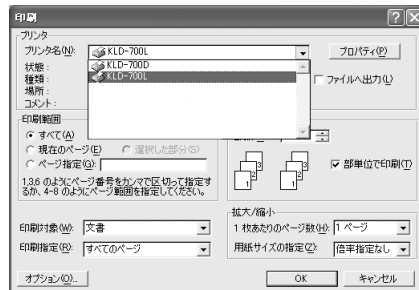 印刷
プリンタ
プリンタ名(N): KLD-700L プロパティ(P)
KLD-700D
KLD-700L
状態:
種類: ファイルへ出力(L)
場所:
コメント:
印刷範囲
すべて(A)
現在のページ(E) 選択した部分(S)
ページ指定(G):
1,3,6 のようにページ番号をカンマで区切って指定す
るか、4-8 のようにページ範囲を指定してください。
部単位で印刷(T)
拡大/縮小
印刷対象(W): 文書 1 枚あたりのページ数(H): 1 ページ
印刷指定(R): すべてのページ 用紙サイズの指定(Z): 倍率指定なし
オプション(O)... OK キャンセル